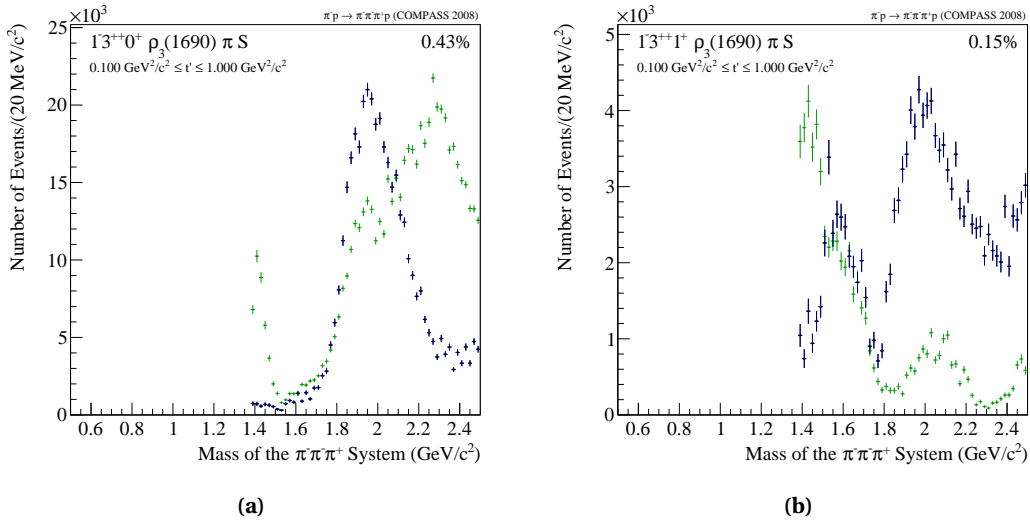 ×10³
π⁻p → π⁻π⁻π⁺p (COMPASS 2008)
1⁻3⁺⁺0⁺ ρ₃(1690) π S 0.43%
0.100 GeV²/c² ≤ t' ≤ 1.000 GeV²/c²
Number of Events/(20 MeV/c²)
25
20
15
10
5
0
0.6 0.8 1 1.2 1.4 1.6 1.8 2 2.2 2.4
Mass of the π⁻π⁻π⁺ System (GeV/c²)
(a)
×10³
π⁻p → π⁻π⁻π⁺p (COMPASS 2008)
1⁻3⁺⁺1⁺ ρ₃(1690) π S 0.15%
0.100 GeV²/c² ≤ t' ≤ 1.000 GeV²/c²
Number of Events/(20 MeV/c²)
5
4
3
2
1
0
0.6 0.8 1 1.2 1.4 1.6 1.8 2 2.2 2.4
Mass of the π⁻π⁻π⁺ System (GeV/c²)
(b)